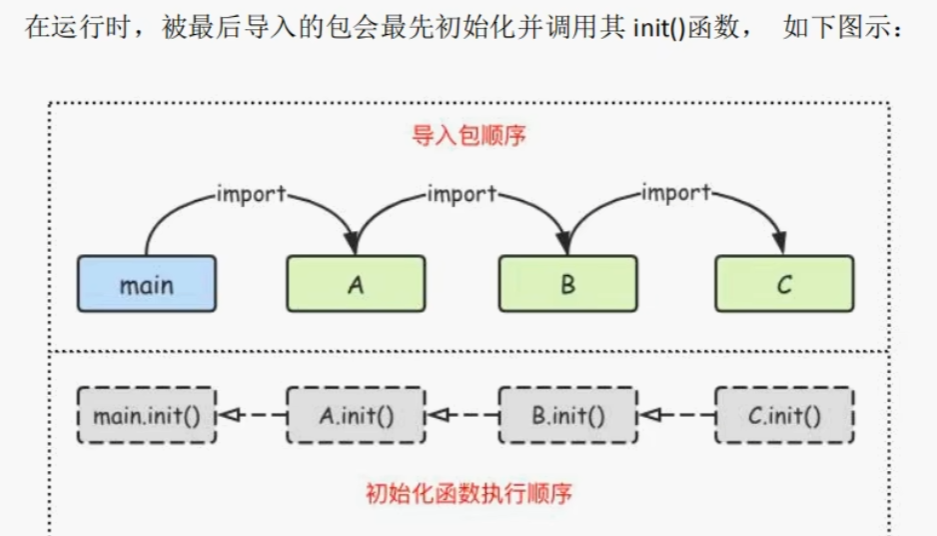 在运行时，被最后导入的包会最先初始化并调用其 init()函数， 如下图示：
导入包顺序
import import import
main A B C
main.init() A.init() B.init() C.init()
初始化函数执行顺序